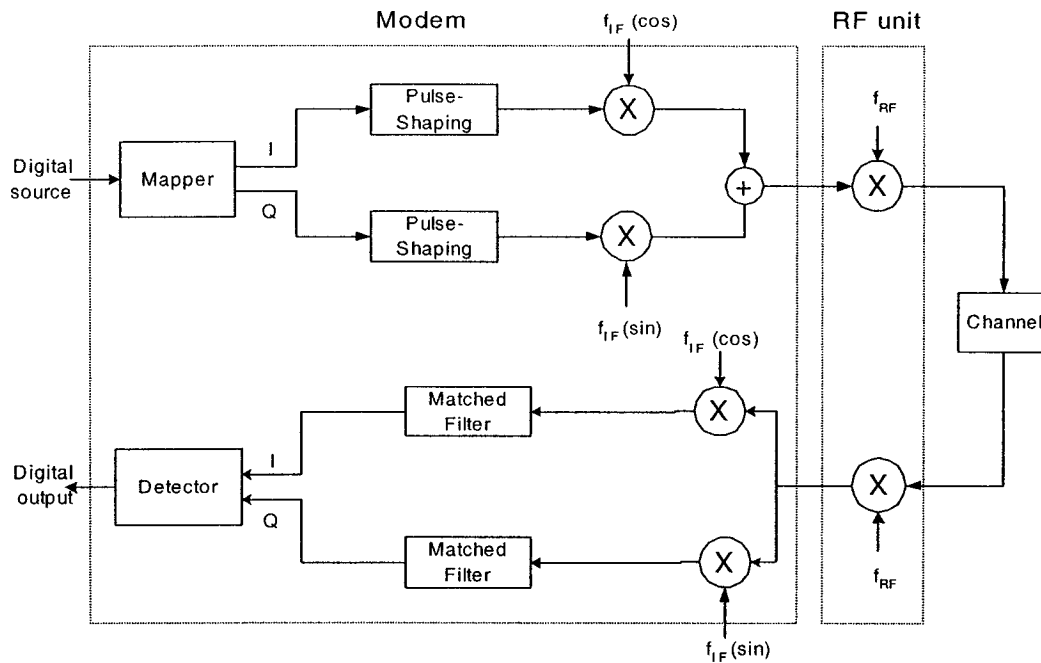 Modem
RF unit
f_IF (cos)
Pulse-
Shaping
X
f_RF
Digital
source
Mapper
I
X
+
Q
Pulse-
Shaping
X
Channel
f_IF (sin)
f_IF (cos)
Matched
Filter
X
Digital
output
Detector
I
X
Q
Matched
Filter
X
f_RF
f_IF (sin)